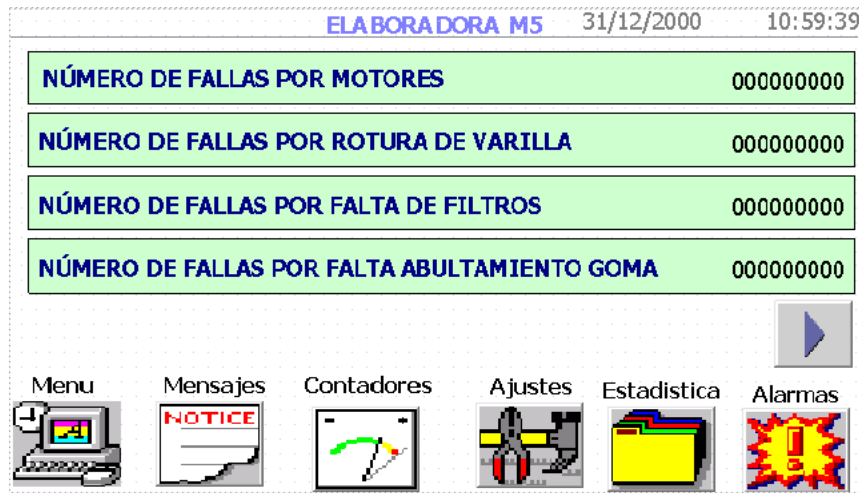 ELABORADORA M5 31/12/2000 10:59:39
NÚMERO DE FALLAS POR MOTORES 000000000
NÚMERO DE FALLAS POR ROTURA DE VARILLA 000000000
NÚMERO DE FALLAS POR FALTA DE FILTROS 000000000
NÚMERO DE FALLAS POR FALTA ABULTAMIENTO GOMA 000000000
Menu Mensajes Contadores Ajustes Estadistica Alarmas
NOTICE